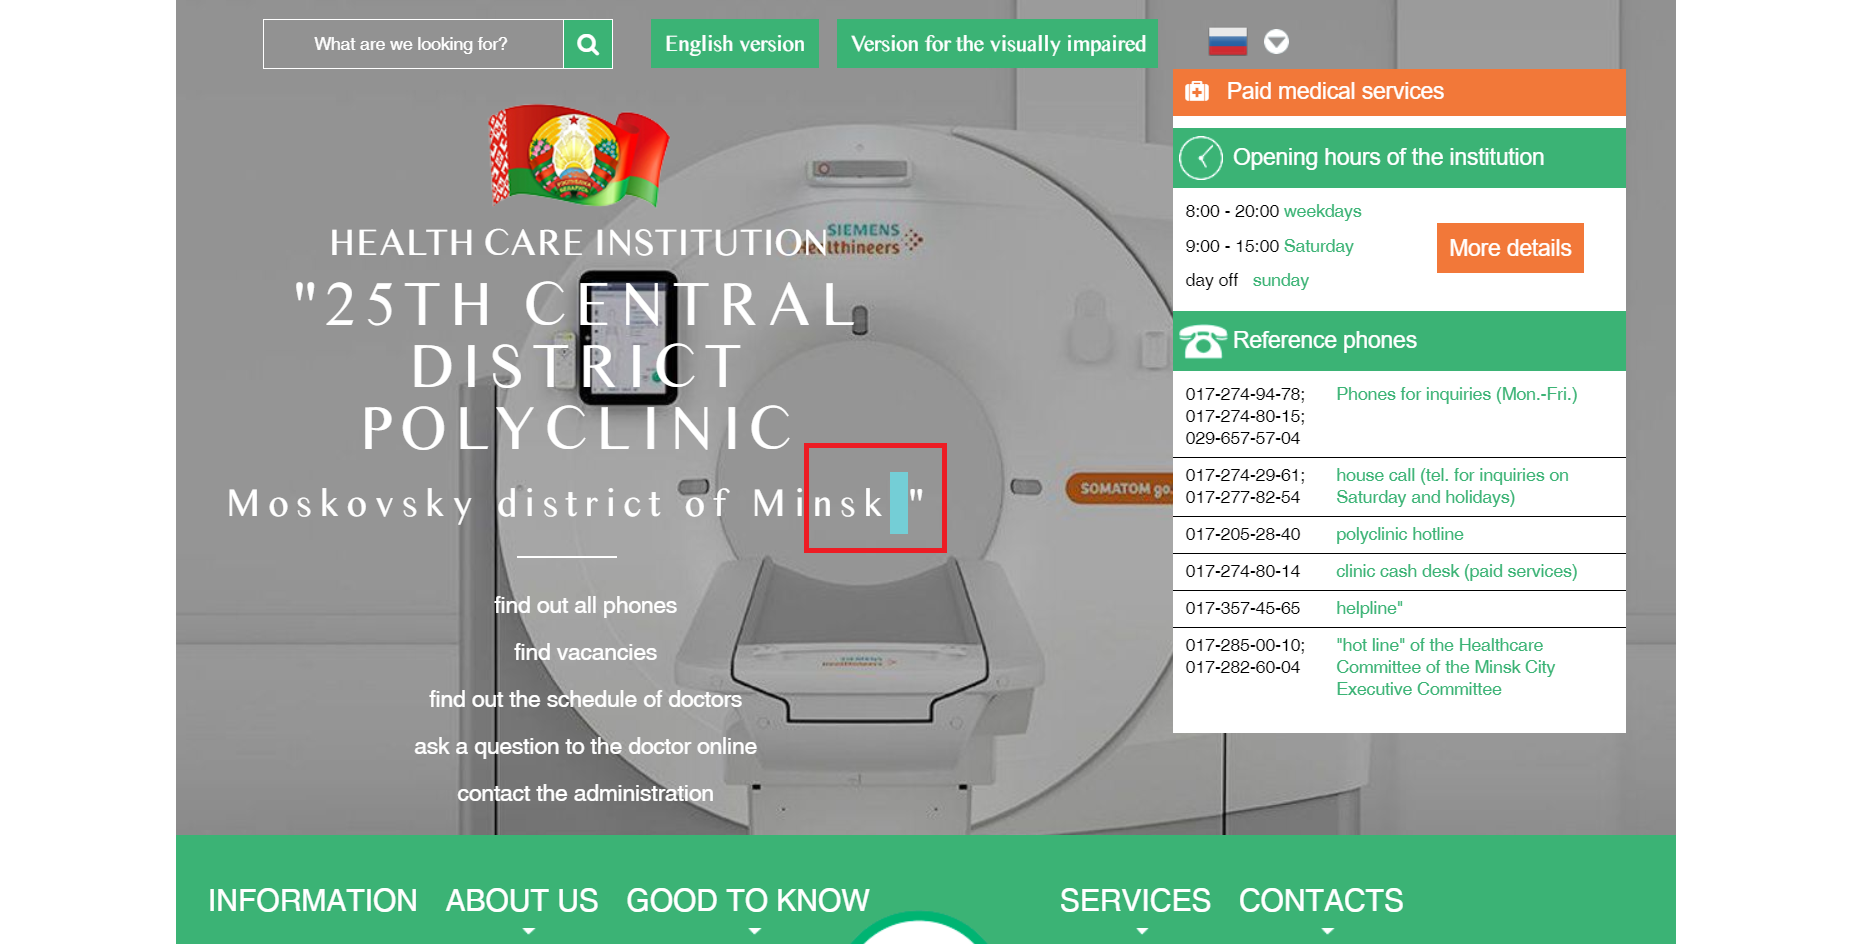 What are we looking for?
English version
Version for the visually impaired
Paid medical services
Opening hours of the institution
8:00 - 20:00 weekdays
9:00 - 15:00 Saturday
day off sunday
More details
Reference phones
017-274-94-78; Phones for inquiries (Mon.-Fri.)
017-274-80-15;
029-657-57-04
017-274-29-61; house call (tel. for inquiries on
017-277-82-54 Saturday and holidays)
017-205-28-40 polyclinic hotline
017-274-80-14 clinic cash desk (paid services)
017-357-45-65 helpline"
017-285-00-10; "hot line" of the Healthcare
017-282-60-04 Committee of the Minsk City
Executive Committee
HEALTH CARE INSTITUTION
"25TH CENTRAL
DISTRICT
POLYCLINIC
Moskovsky district of Minsk "
SIEMENS
Healthineers
SOMATOM go.
SIEMENS
Healthineers
find out all phones
find vacancies
find out the schedule of doctors
ask a question to the doctor online
contact the administration
INFORMATION
ABOUT US
GOOD TO KNOW
SERVICES
CONTACTS